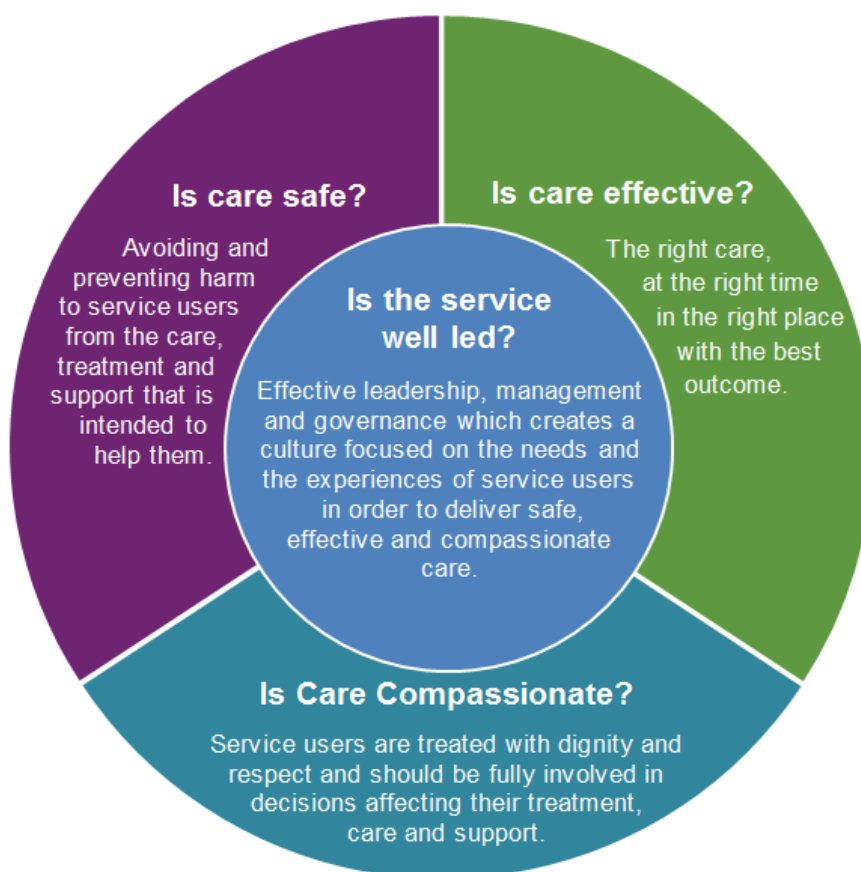 Is care safe?
Avoiding and
preventing harm
to service users
from the care,
treatment and
support that is
intended to
help them.
Is care effective?
The right care,
at the right time
in the right place
with the best
outcome.
Is the service
well led?
Effective leadership, management
and governance which creates a
culture focused on the needs and
the experiences of service users
in order to deliver safe,
effective and compassionate
care.
Is Care Compassionate?
Service users are treated with dignity and
respect and should be fully involved in
decisions affecting their treatment,
care and support.